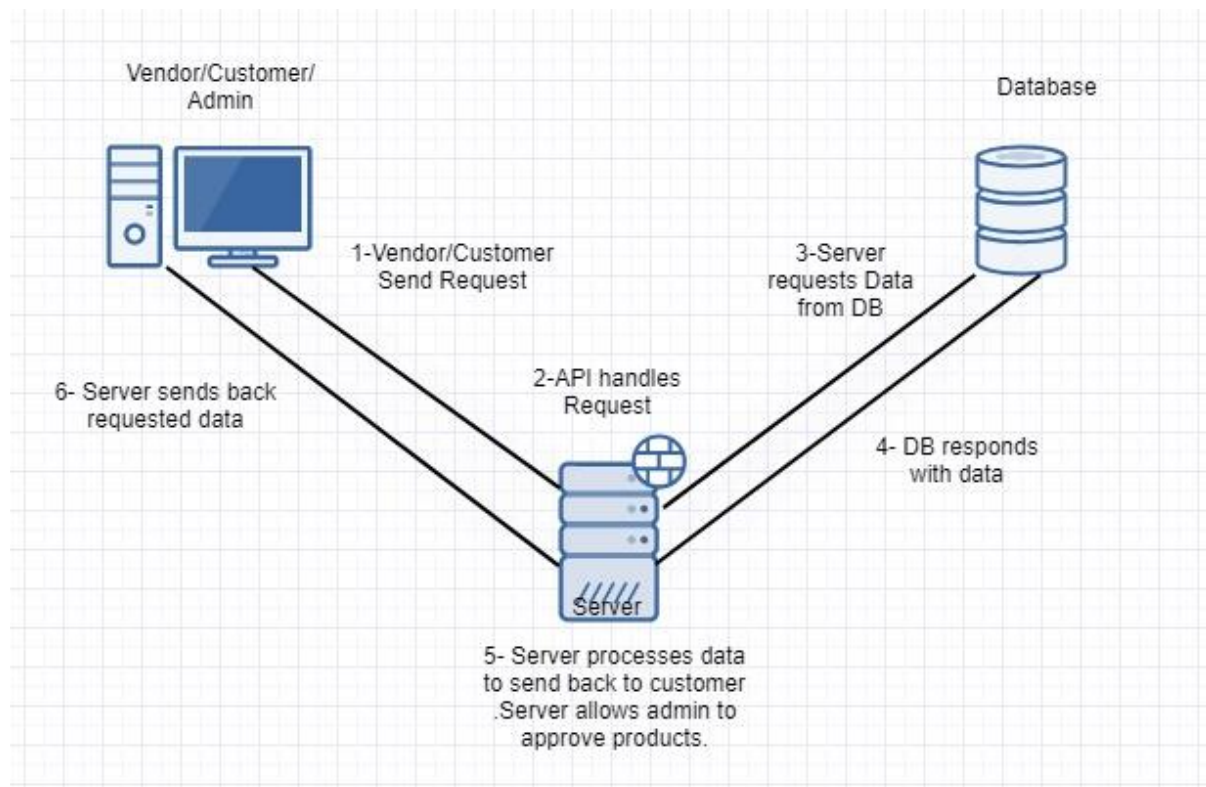 Vendor/Customer/
Admin
Database
1-Vendor/Customer
Send Request
3-Server
requests Data
from DB
2-API handles
Request
6- Server sends back
requested data
4- DB responds
with data
Server
5- Server processes data
to send back to customer
.Server allows admin to
approve products.